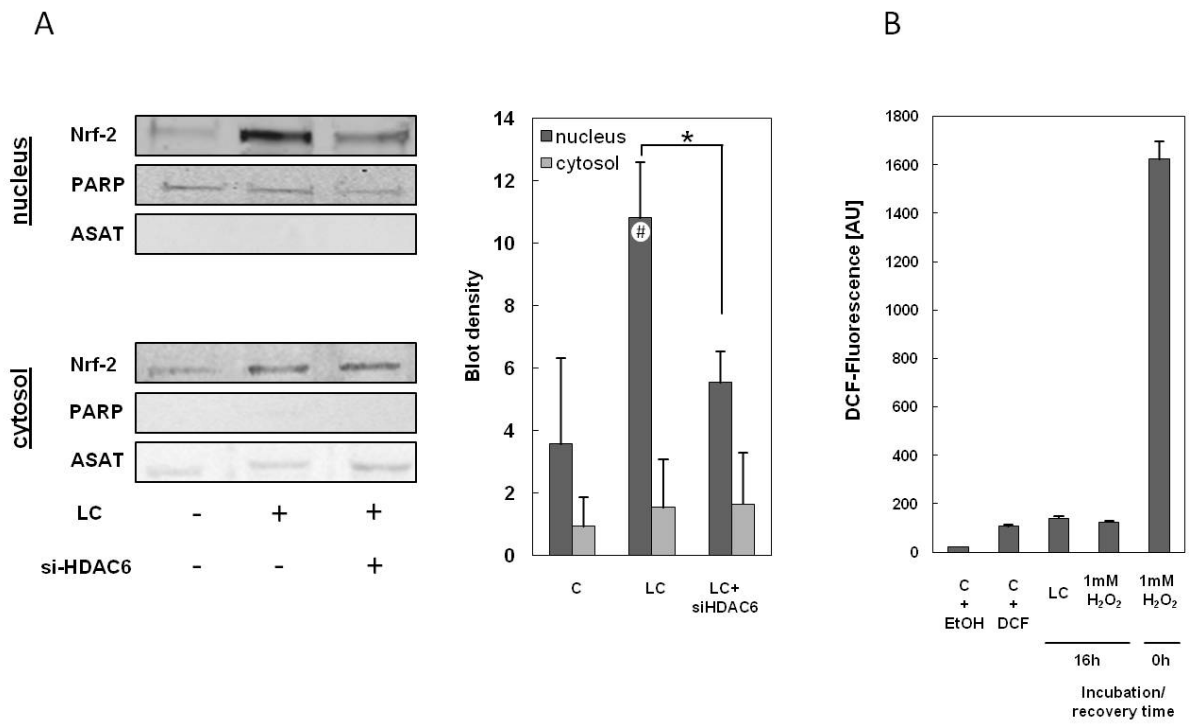 A
B
nucleus
Nrf-2
PARP
ASAT
cytosol
Nrf-2
PARP
ASAT
LC - + +
si-HDAC6 - - +
Blot density
14
12
10
8
6
4
2
0
nucleus
cytosol
*
#
C LC LC+
siHDAC6
DCF-Fluorescence [AU]
1800
1600
1400
1200
1000
800
600
400
200
0
C
+
EtOH
C
+
DCF
LC
1mM
H₂O₂
1mM
H₂O₂
16h 0h
Incubation/
recovery time